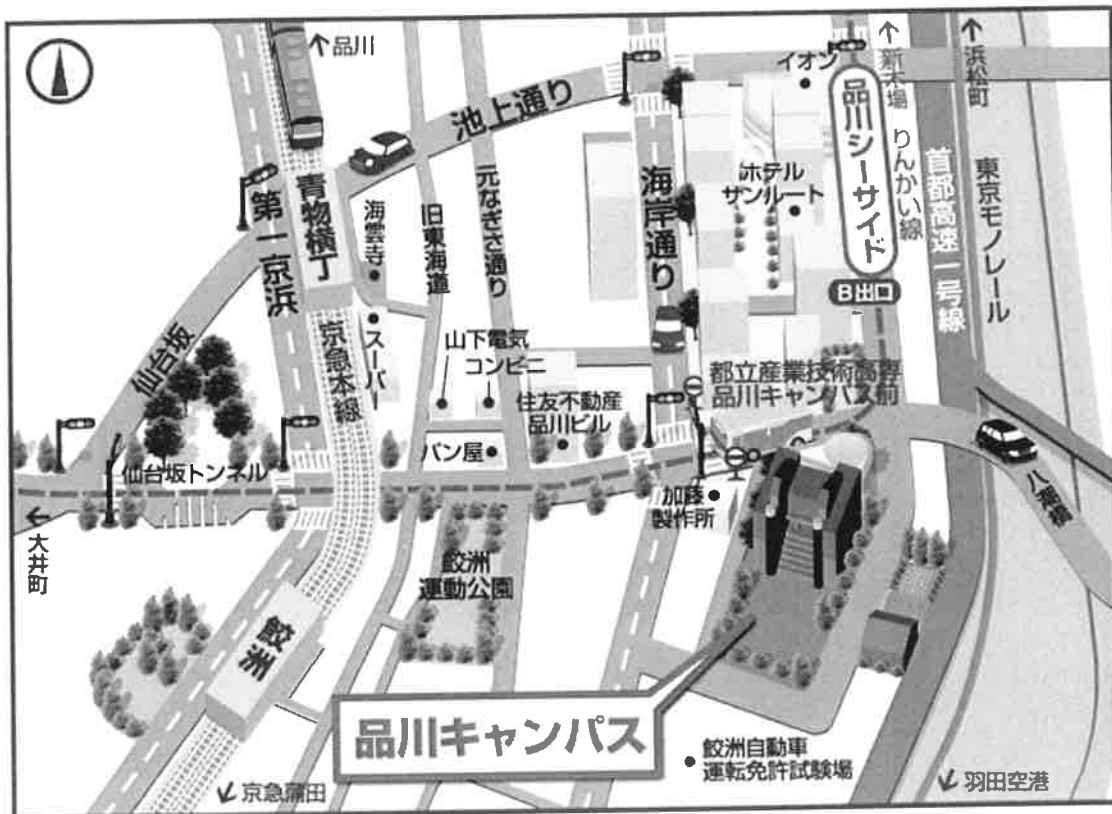 品川
イオン
新木場
浜松町
池上通り
品川シーサイド
りんかい線
首都高速一号線
東京モノレール
ホテル
サンルート
海岸通り
元なぎさ通り
旧東海道
海雲寺
青物横丁
第一京浜
B出口
仙台坂
京急本線
スーパー
山下電気
コンビニ
住友不動産
品川ビル
都立産業技術高専
品川キャンパス前
パン屋
仙台坂トンネル
加藤
製作所
八潮橋
大井町
鮫洲
運動公園
鮫洲
品川キャンパス
鮫洲自動車
運転免許試験場
京急蒲田
羽田空港